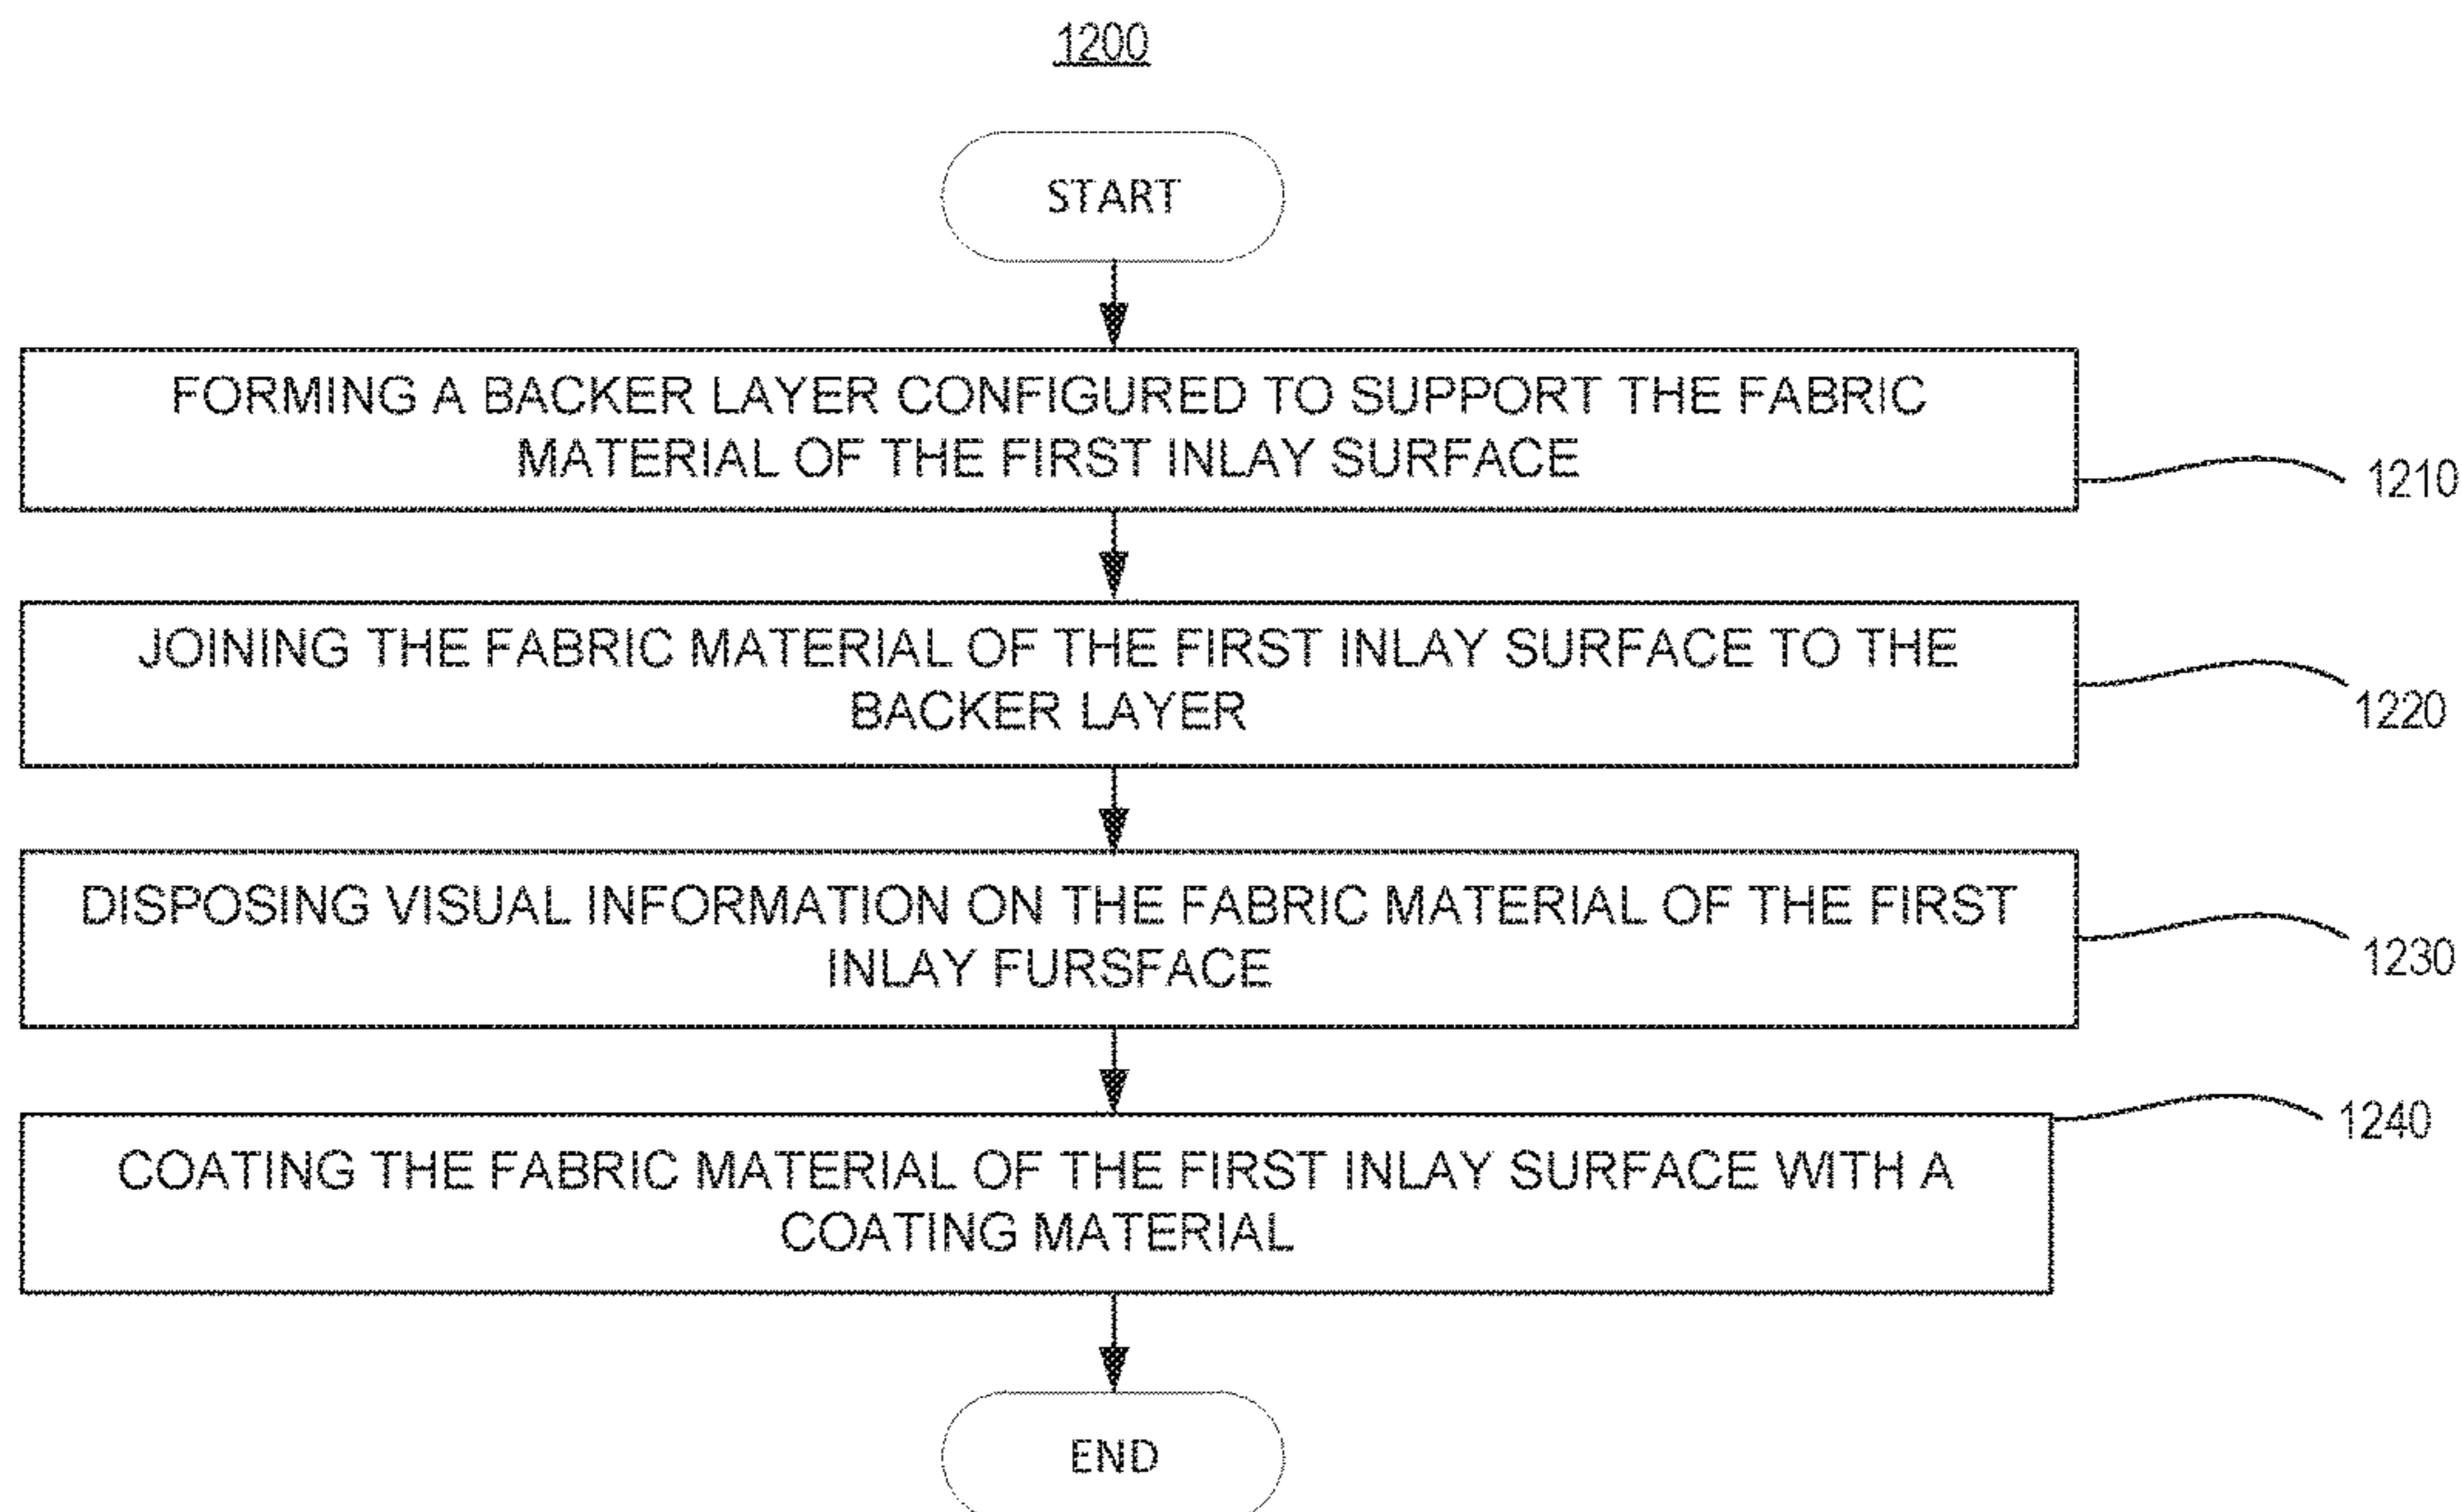 1200
START
FORMING A BACKER LAYER CONFIGURED TO SUPPORT THE FABRIC
MATERIAL OF THE FIRST INLAY SURFACE
1210
JOINING THE FABRIC MATERIAL OF THE FIRST INLAY SURFACE TO THE
BACKER LAYER
1220
DISPOSING VISUAL INFORMATION ON THE FABRIC MATERIAL OF THE FIRST
INLAY FURSFACE
1230
COATING THE FABRIC MATERIAL OF THE FIRST INLAY SURFACE WITH A
COATING MATERIAL
1240
END